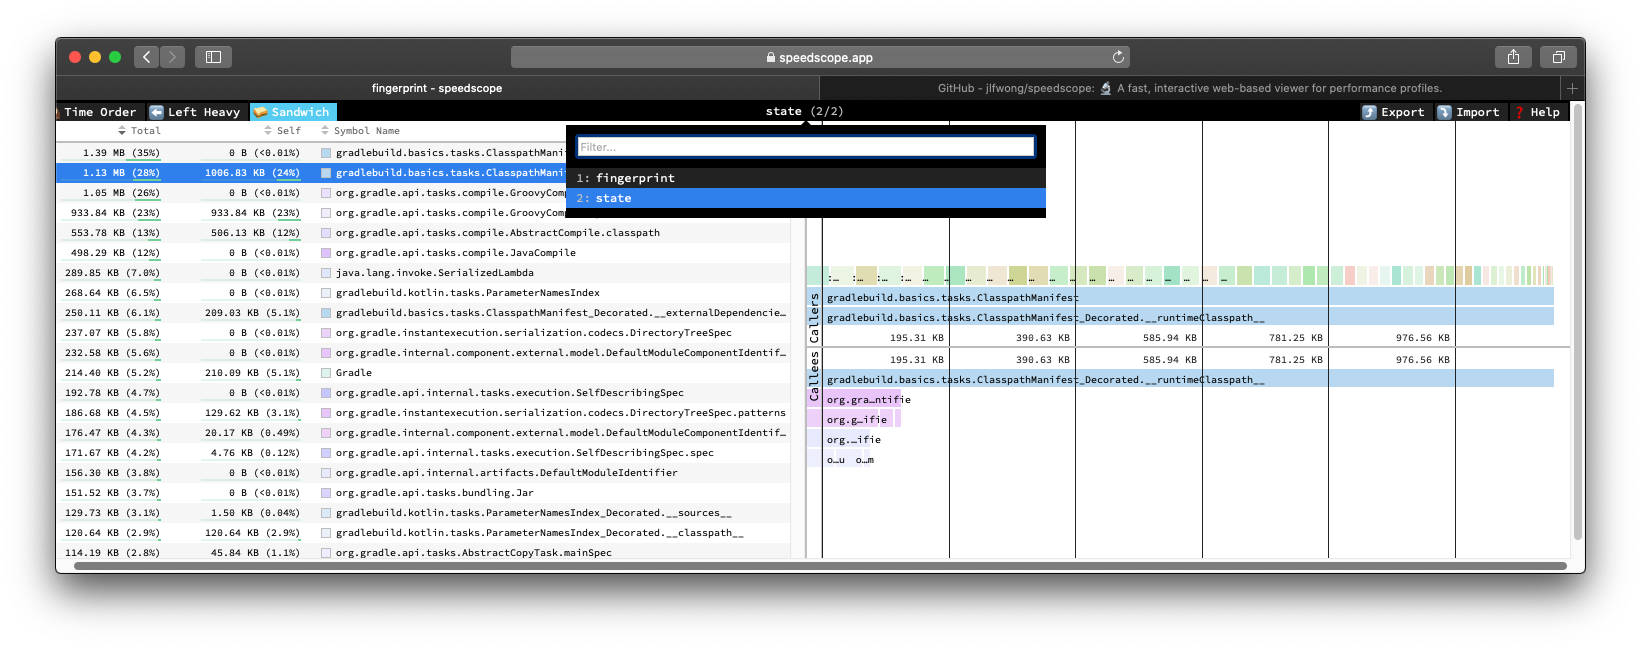 speedscope.app
fingerprint - speedscope
GitHub - jlfwong/speedscope: 🔬 A fast, interactive web-based viewer for performance profiles.
Time Order
Left Heavy
Sandwich
state (2/2)
Export
Import
? Help
Total Self Symbol Name
Filter...
1: fingerprint
2: state
1.39 MB (35%) 0 B (<0.01%) gradlebuild.basics.tasks.ClasspathMani
1.13 MB (28%) 1006.83 KB (24%) gradlebuild.basics.tasks.ClasspathMani
1.05 MB (26%) 0 B (<0.01%) org.gradle.api.tasks.compile.GroovyCom
933.84 KB (23%) 933.84 KB (23%) org.gradle.api.tasks.compile.GroovyCom
553.78 KB (13%) 506.13 KB (12%) org.gradle.api.tasks.compile.AbstractCompile.classpath
498.29 KB (12%) 0 B (<0.01%) org.gradle.api.tasks.compile.JavaCompile
289.85 KB (7.0%) 0 B (<0.01%) java.lang.invoke.SerializedLambda
268.64 KB (6.5%) 0 B (<0.01%) gradlebuild.kotlin.tasks.ParameterNamesIndex
250.11 KB (6.1%) 209.03 KB (5.1%) gradlebuild.basics.tasks.ClasspathManifest_Decorated.__externalDependencie…
237.07 KB (5.8%) 0 B (<0.01%) org.gradle.instantexecution.serialization.codecs.DirectoryTreeSpec
232.58 KB (5.6%) 0 B (<0.01%) org.gradle.internal.component.external.model.DefaultModuleComponentIdentif…
214.40 KB (5.2%) 210.09 KB (5.1%) Gradle
192.78 KB (4.7%) 0 B (<0.01%) org.gradle.api.internal.tasks.execution.SelfDescribingSpec
186.68 KB (4.5%) 129.62 KB (3.1%) org.gradle.instantexecution.serialization.codecs.DirectoryTreeSpec.patterns
176.47 KB (4.3%) 20.17 KB (0.49%) org.gradle.internal.component.external.model.DefaultModuleComponentIdentif…
171.67 KB (4.2%) 4.76 KB (0.12%) org.gradle.api.internal.tasks.execution.SelfDescribingSpec.spec
156.30 KB (3.8%) 0 B (<0.01%) org.gradle.api.internal.artifacts.DefaultModuleIdentifier
151.52 KB (3.7%) 0 B (<0.01%) org.gradle.api.tasks.bundling.Jar
129.73 KB (3.1%) 1.50 KB (0.04%) gradlebuild.kotlin.tasks.ParameterNamesIndex_Decorated.__sources__
120.64 KB (2.9%) 120.64 KB (2.9%) gradlebuild.kotlin.tasks.ParameterNamesIndex_Decorated.__classpath__
114.19 KB (2.8%) 45.84 KB (1.1%) org.gradle.api.tasks.AbstractCopyTask.mainSpec
:… :… :… :… … … … … … … … … … … … … …
Callers
gradlebuild.basics.tasks.ClasspathManifest
gradlebuild.basics.tasks.ClasspathManifest_Decorated.__runtimeClasspath__
195.31 KB 390.63 KB 585.94 KB 781.25 KB 976.56 KB
Callees
195.31 KB 390.63 KB 585.94 KB 781.25 KB 976.56 KB
gradlebuild.basics.tasks.ClasspathManifest_Decorated.__runtimeClasspath__
org.gra…ntifie
org.g…ifie
org.…ifie
o…u o…m